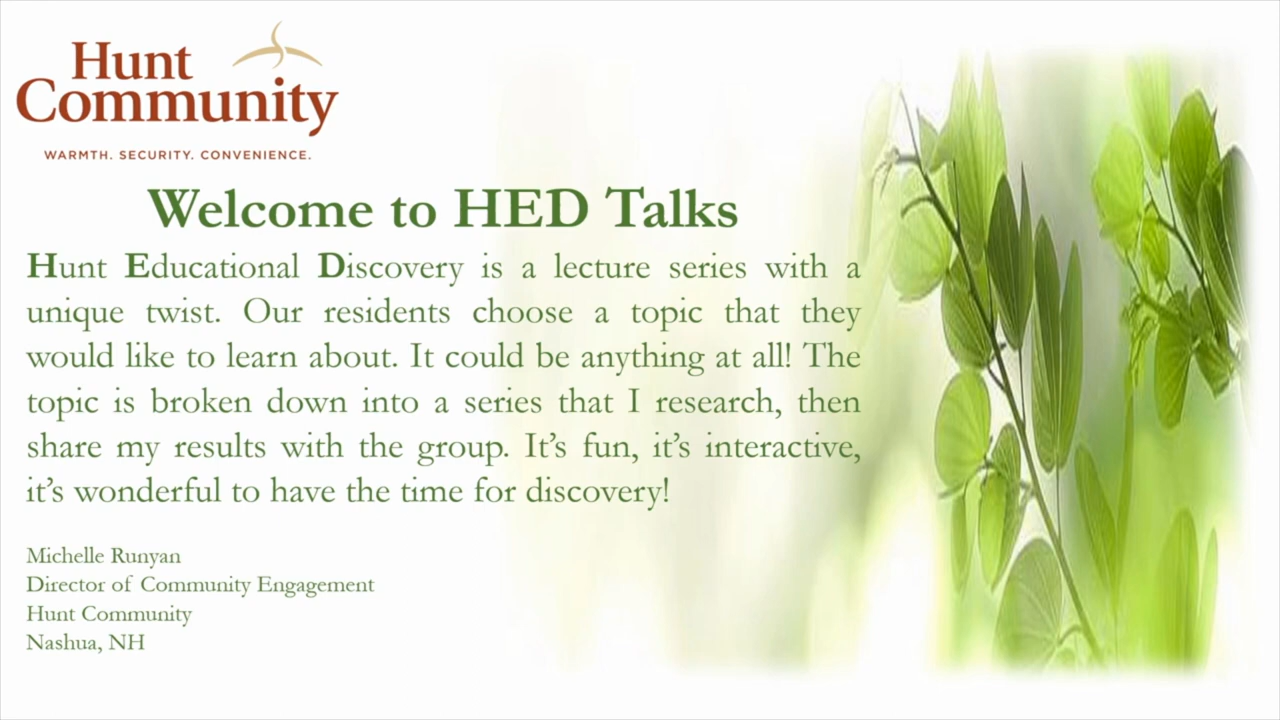 Hunt
Community
WARMTH. SECURITY. CONVENIENCE.
Welcome to HED Talks
Hunt Educational Discovery is a lecture series with a
unique twist. Our residents choose a topic that they
would like to learn about. It could be anything at all! The
topic is broken down into a series that I research, then
share my results with the group. It’s fun, it’s interactive,
it’s wonderful to have the time for discovery!
Michelle Runyan
Director of Community Engagement
Hunt Community
Nashua, NH